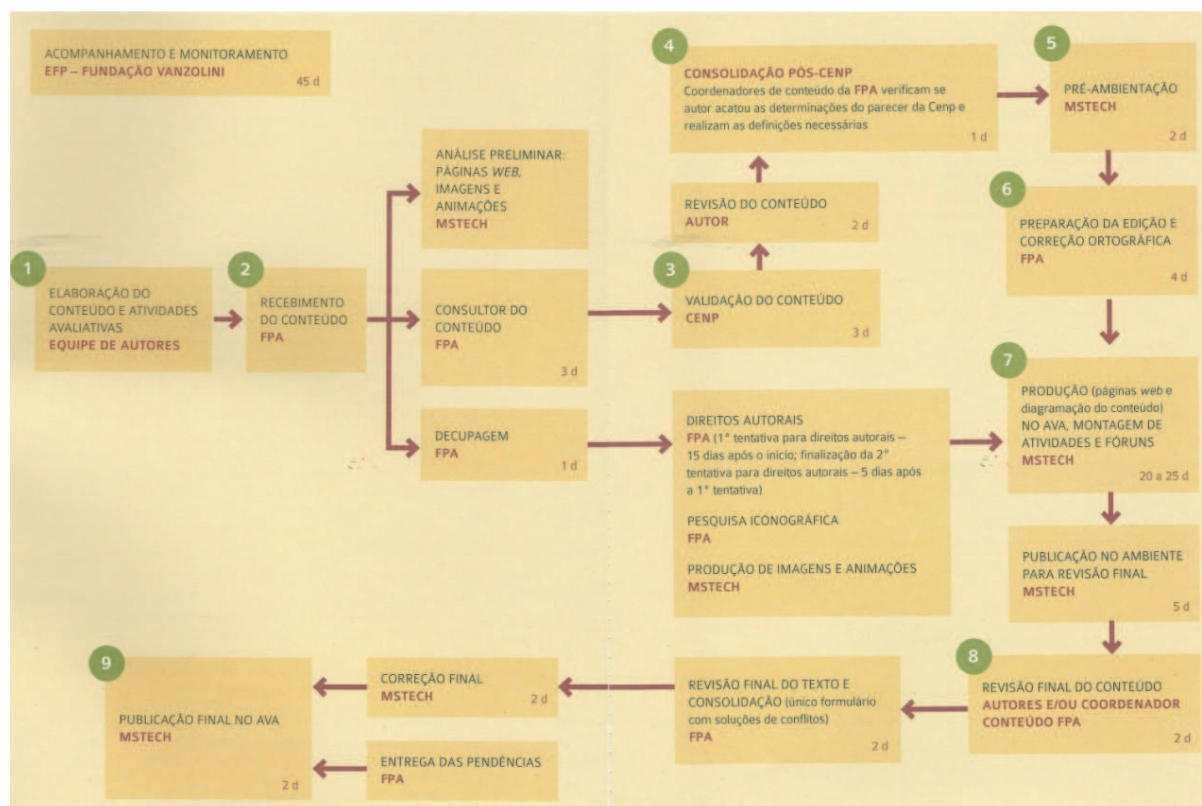 ACOMPANHAMENTO E MONITORAMENTO
EFP – FUNDAÇÃO VANZOLINI
45 d
1
ELABORAÇÃO DO
CONTEÚDO E ATIVIDADES
AVALIATIVAS
EQUIPE DE AUTORES
2
RECEBIMENTO
DO CONTEÚDO
FPA
ANÁLISE PRELIMINAR:
PÁGINAS WEB,
IMAGENS E
ANIMAÇÕES
MSTECH
CONSULTOR DO
CONTEÚDO
FPA
3 d
DECUPAGEM
FPA
1 d
3
VALIDAÇÃO DO CONTEÚDO
CENP
3 d
REVISÃO DO CONTEÚDO
AUTOR
2 d
4
CONSOLIDAÇÃO PÓS-CENP
Coordenadores de conteúdo da FPA verificam se
autor acatou as determinações do parecer da Cenp e
realizam as definições necessárias
1 d
5
PRÉ-AMBIENTAÇÃO
MSTECH
2 d
6
PREPARAÇÃO DA EDIÇÃO E
CORREÇÃO ORTOGRÁFICA
FPA
4 d
DIREITOS AUTORAIS
FPA (1ª tentativa para direitos autorais –
15 dias após o início; finalização da 2ª
tentativa para direitos autorais – 5 dias após
a 1ª tentativa)
PESQUISA ICONOGRÁFICA
FPA
PRODUÇÃO DE IMAGENS E ANIMAÇÕES
MSTECH
7
PRODUÇÃO (páginas web e
diagramação do conteúdo)
NO AVA, MONTAGEM DE
ATIVIDADES E FÓRUNS
MSTECH
20 a 25 d
PUBLICAÇÃO NO AMBIENTE
PARA REVISÃO FINAL
MSTECH
5 d
8
REVISÃO FINAL DO CONTEÚDO
AUTORES E/OU COORDENADOR
CONTEÚDO FPA
2 d
REVISÃO FINAL DO TEXTO E
CONSOLIDAÇÃO (único formulário
com soluções de conflitos)
FPA
2 d
CORREÇÃO FINAL
MSTECH
2 d
ENTREGA DAS PENDÊNCIAS
FPA
9
PUBLICAÇÃO FINAL NO AVA
MSTECH
2 d